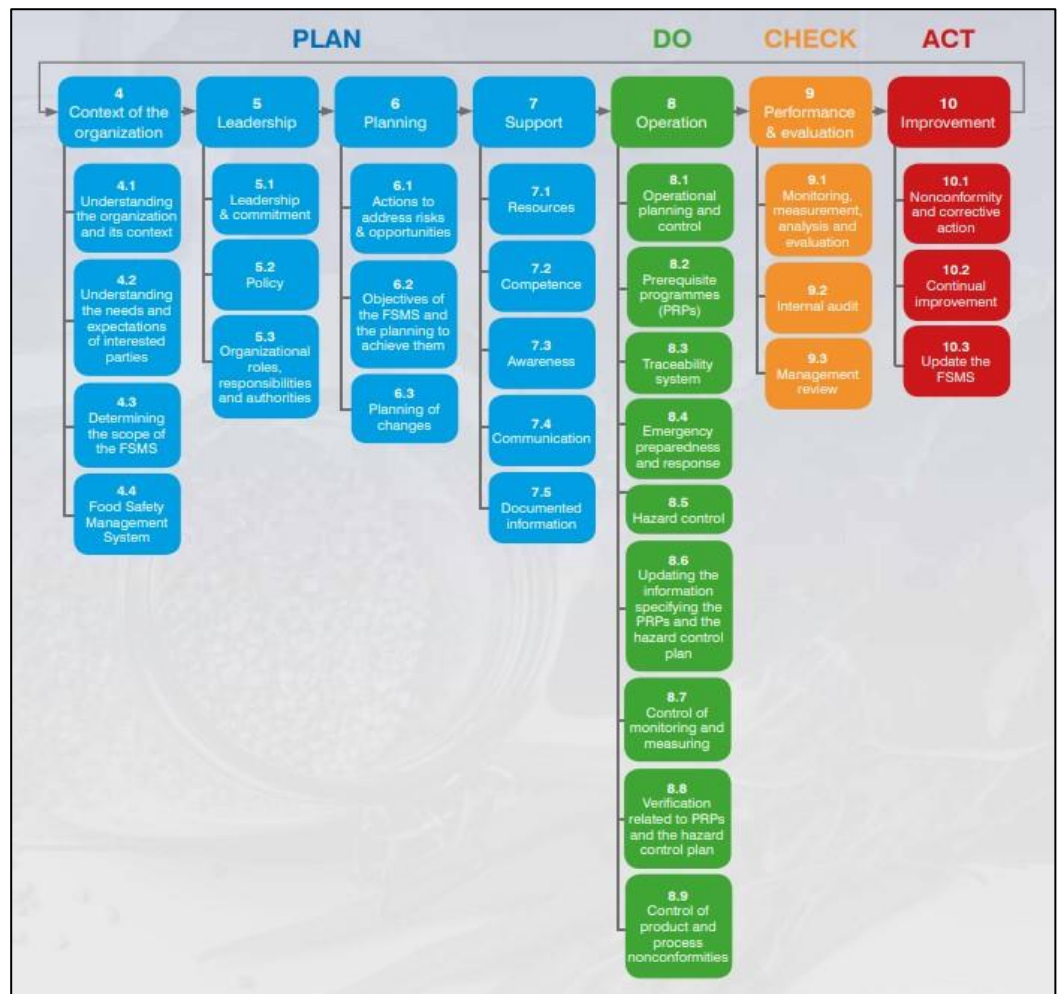 PLAN
DO
CHECK
ACT
4
Context of the
organization
5
Leadership
6
Planning
7
Support
8
Operation
9
Performance
& evaluation
10
Improvement
4.1
Understanding
the organization
and its context
4.2
Understanding
the needs and
expectations
of interested
parties
4.3
Determining
the scope of
the FSMS
4.4
Food Safety
Management
System
5.1
Leadership
& commitment
5.2
Policy
5.3
Organizational
roles,
responsibilities
and authorities
6.1
Actions to
address risks
& opportunities
6.2
Objectives of
the FSMS and
the planning to
achieve them
6.3
Planning of
changes
7.1
Resources
7.2
Competence
7.3
Awareness
7.4
Communication
7.5
Documented
information
8.1
Operational
planning and
control
8.2
Prerequisite
programmes
(PRPs)
8.3
Traceability
system
8.4
Emergency
preparedness
and response
8.5
Hazard control
8.6
Updating the
information
specifying the
PRPs and the
hazard control
plan
8.7
Control of
monitoring and
measuring
8.8
Verification
related to PRPs
and the hazard
control plan
8.9
Control of
product and
process
nonconformities
9.1
Monitoring,
measurement,
analysis and
evaluation
9.2
Internal audit
9.3
Management
review
10.1
Nonconformity
and corrective
action
10.2
Continual
improvement
10.3
Update the
FSMS